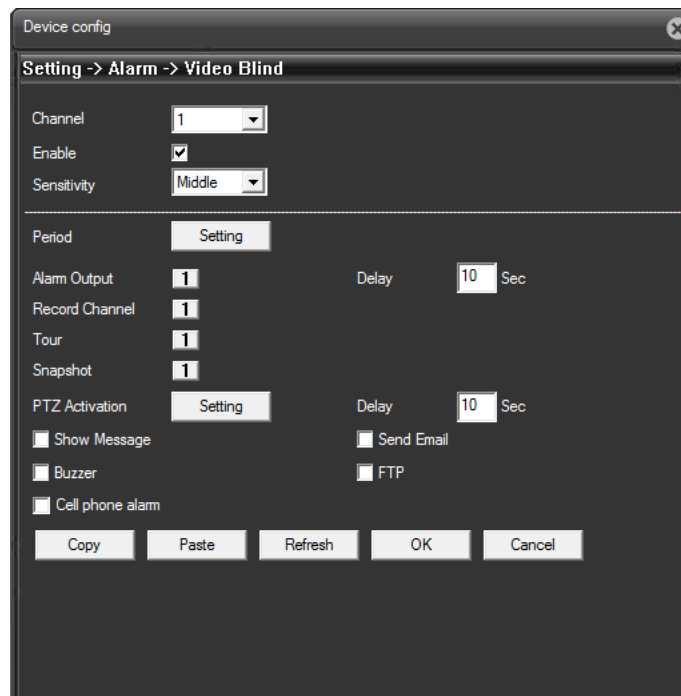 Device config
Setting -> Alarm -> Video Blind
Channel 1
Enable
Sensitivity Middle
Period Setting
Alarm Output 1 Delay 10 Sec
Record Channel 1
Tour 1
Snapshot 1
PTZ Activation Setting Delay 10 Sec
Show Message Send Email
Buzzer FTP
Cell phone alarm
Copy Paste Refresh OK Cancel